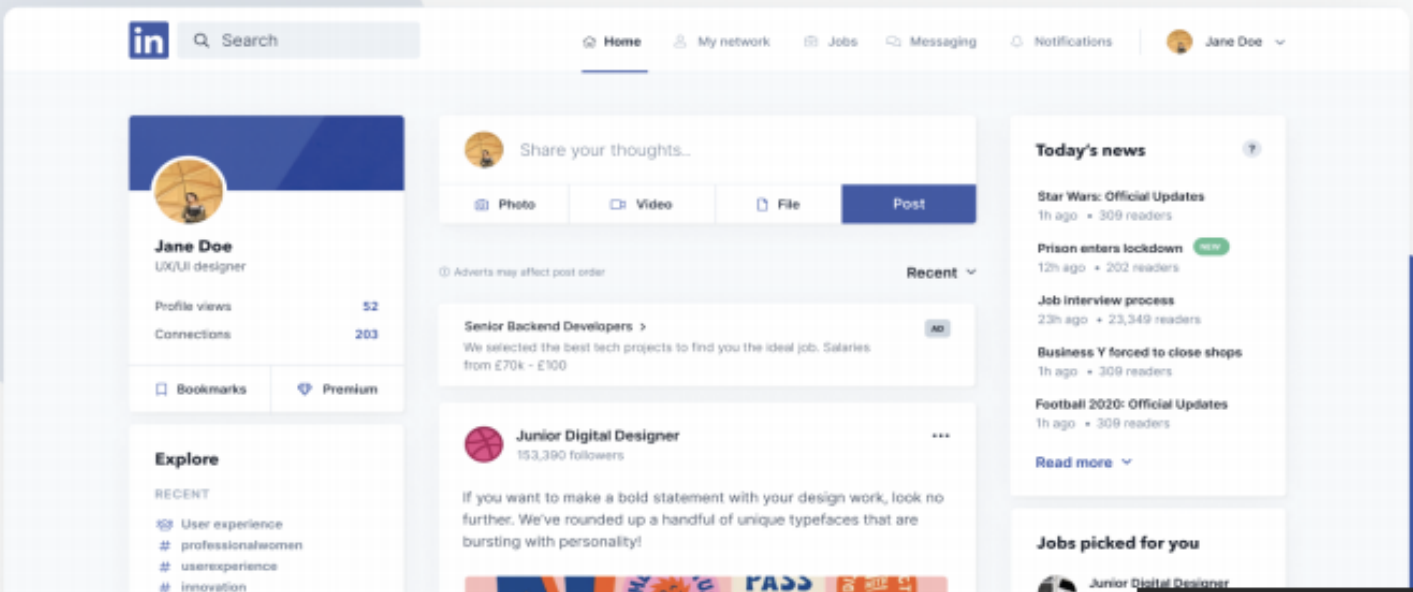 in
Search
Home
My network
Jobs
Messaging
Notifications
Jane Doe
Jane Doe
UX/UI designer
Profile views 52
Connections 203
Bookmarks
Premium
Explore
RECENT
User experience
# professionalwomen
# userexperience
# innovation
Share your thoughts..
Photo
Video
File
Post
Adverts may affect post order
Recent
Senior Backend Developers >
AD
We selected the best tech projects to find you the ideal job. Salaries
from £70k - £100
Junior Digital Designer
153,390 followers
If you want to make a bold statement with your design work, look no
further. We've rounded up a handful of unique typefaces that are
bursting with personality!
PASS
Today's news
?
Star Wars: Official Updates
1h ago • 309 readers
Prison enters lockdown NEW
12h ago • 202 readers
Job interview process
23h ago • 23,349 readers
Business Y forced to close shops
1h ago • 309 readers
Football 2020: Official Updates
1h ago • 309 readers
Read more
Jobs picked for you
Junior Digital Designer